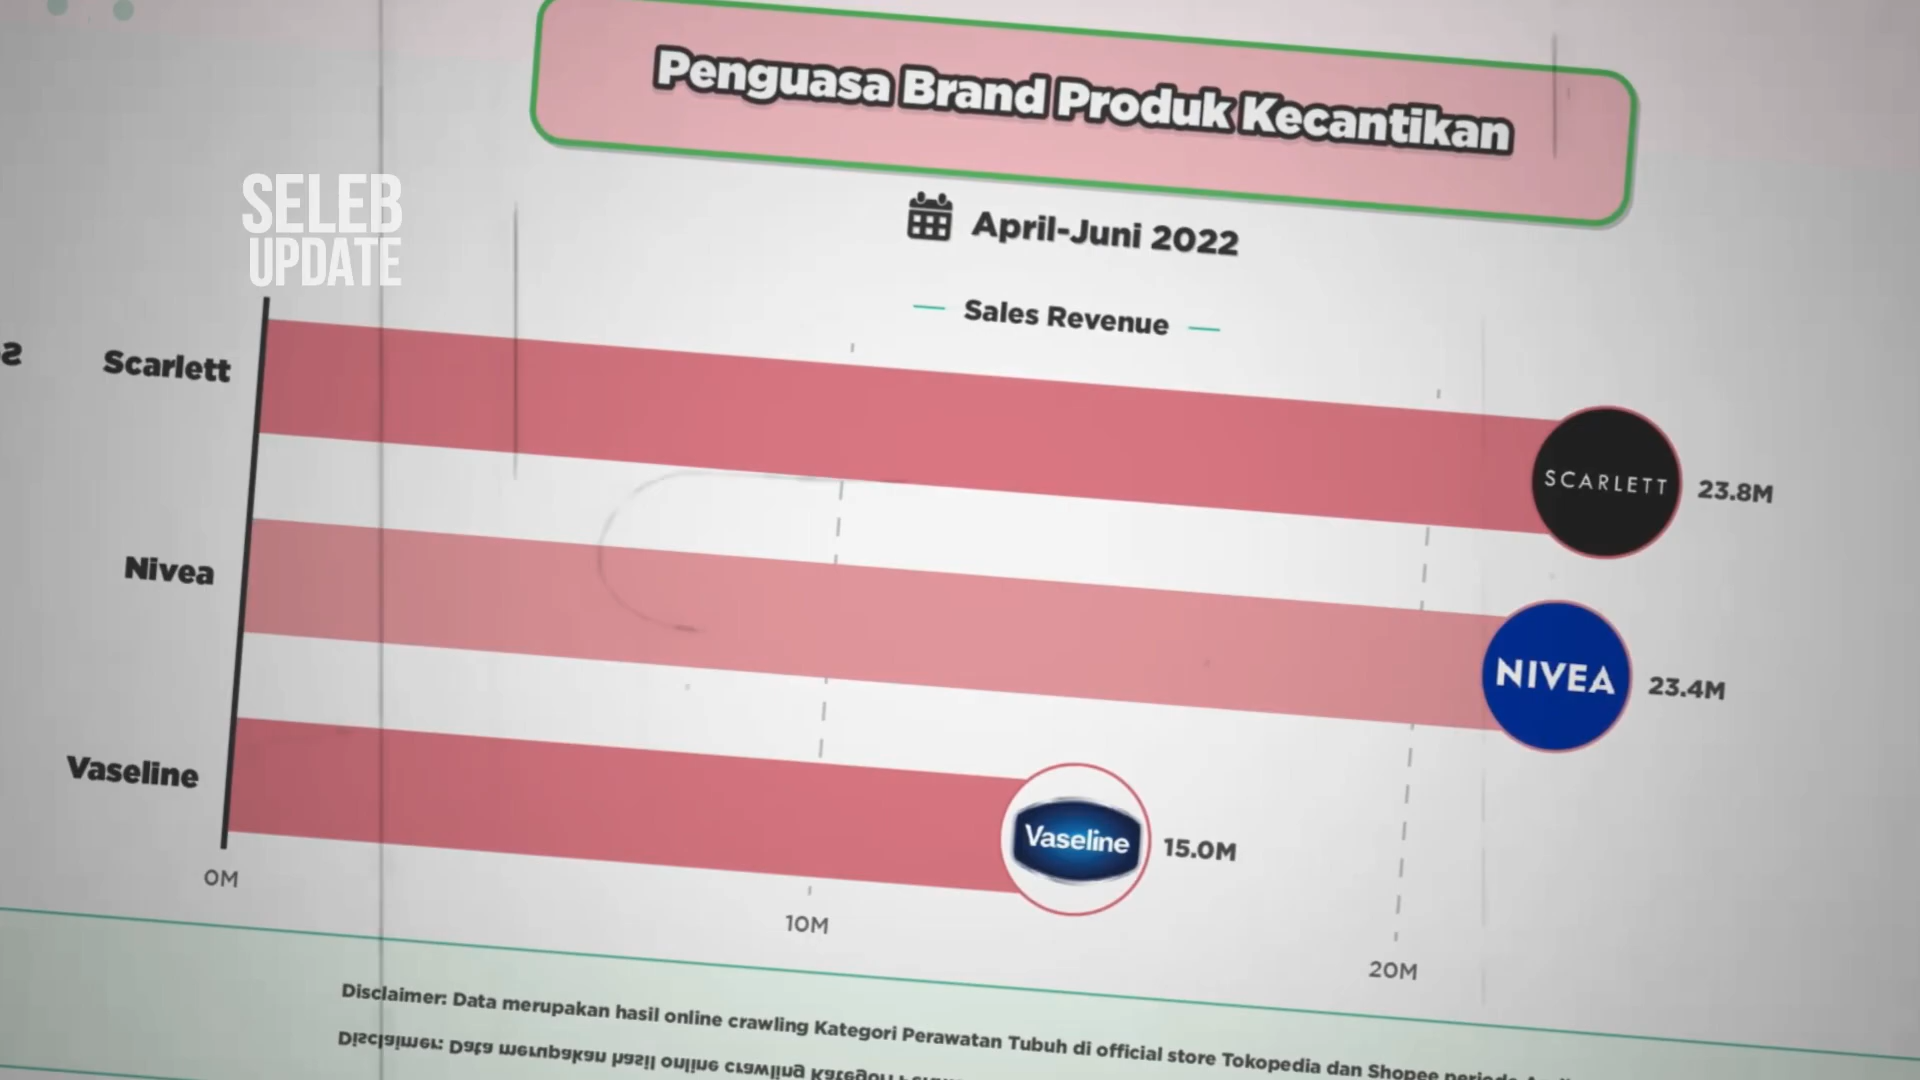 Penguasa Brand Produk Kecantikan
SELEB
UPDATE
April-Juni 2022
Sales Revenue
Scarlett
SCARLETT
23.8M
Nivea
NIVEA
23.4M
Vaseline
Vaseline
15.0M
0M
10M
20M
Disclaimer: Data merupakan hasil online crawling Kategori Perawatan Tubuh di official store Tokopedia dan Shopee periode